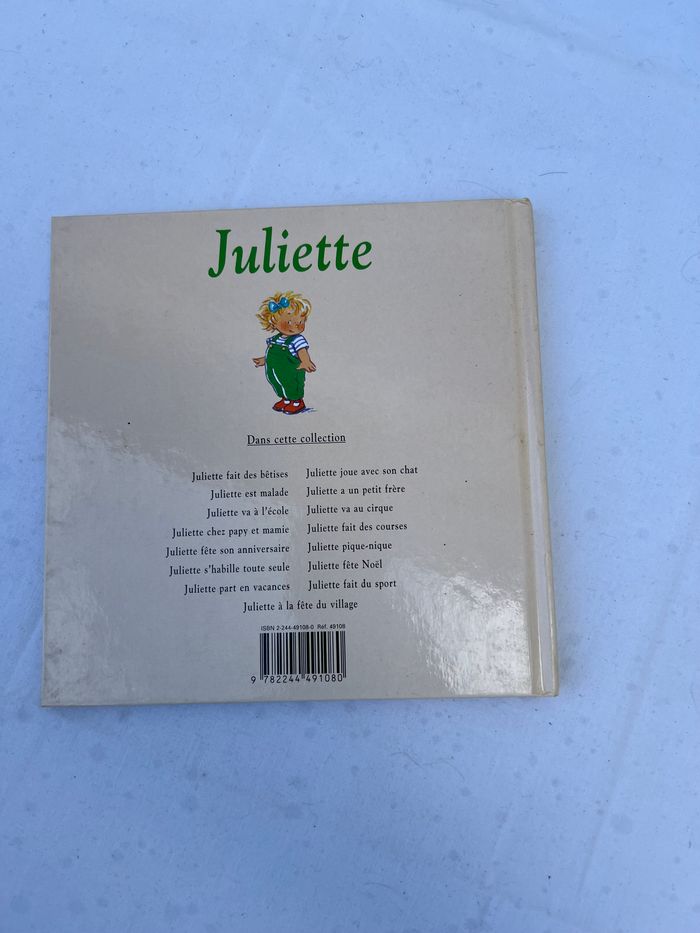 Juliette
Dans cette collection
Juliette fait des bêtises
Juliette est malade
Juliette va à l'école
Juliette chez papy et mamie
Juliette fête son anniversaire
Juliette s'habille toute seule
Juliette part en vacances
Juliette joue avec son chat
Juliette a un petit frère
Juliette va au cirque
Juliette fait des courses
Juliette pique-nique
Juliette fête Noël
Juliette fait du sport
Juliette à la fête du village
ISBN 2-244-49108-0 Réf. 49108
9 782244 491080